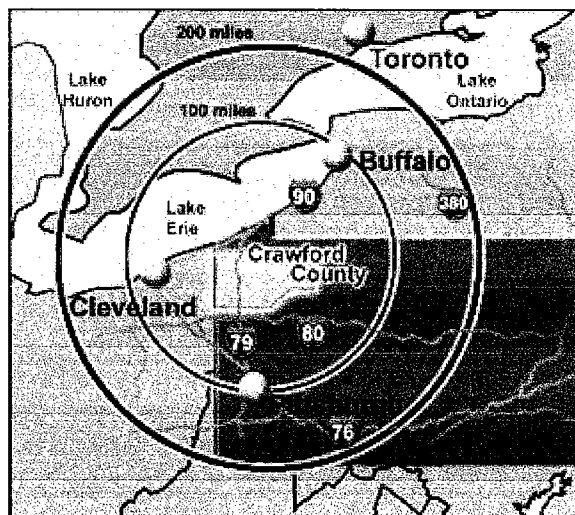 200 miles
Toronto
Lake
Huron
Lake
Ontario
100 miles
Buffalo
90
380
Lake
Erie
Crawford
County
Cleveland
79
80
76